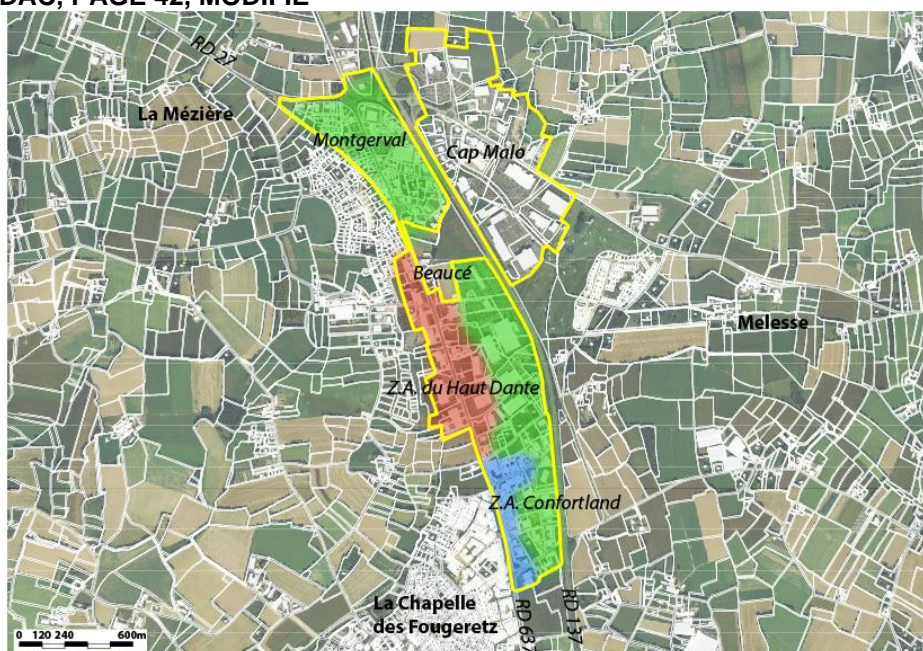 DAC, PAGE 42, MODIFIÉ
N
RD 27
La Mézière
Montgerval
Cap Malo
Beaucé
Melesse
Z.A. du Haut Dante
Z.A. Confortland
La Chapelle
des Fougeretz
RD 637
RD 137
0 120 240 600m